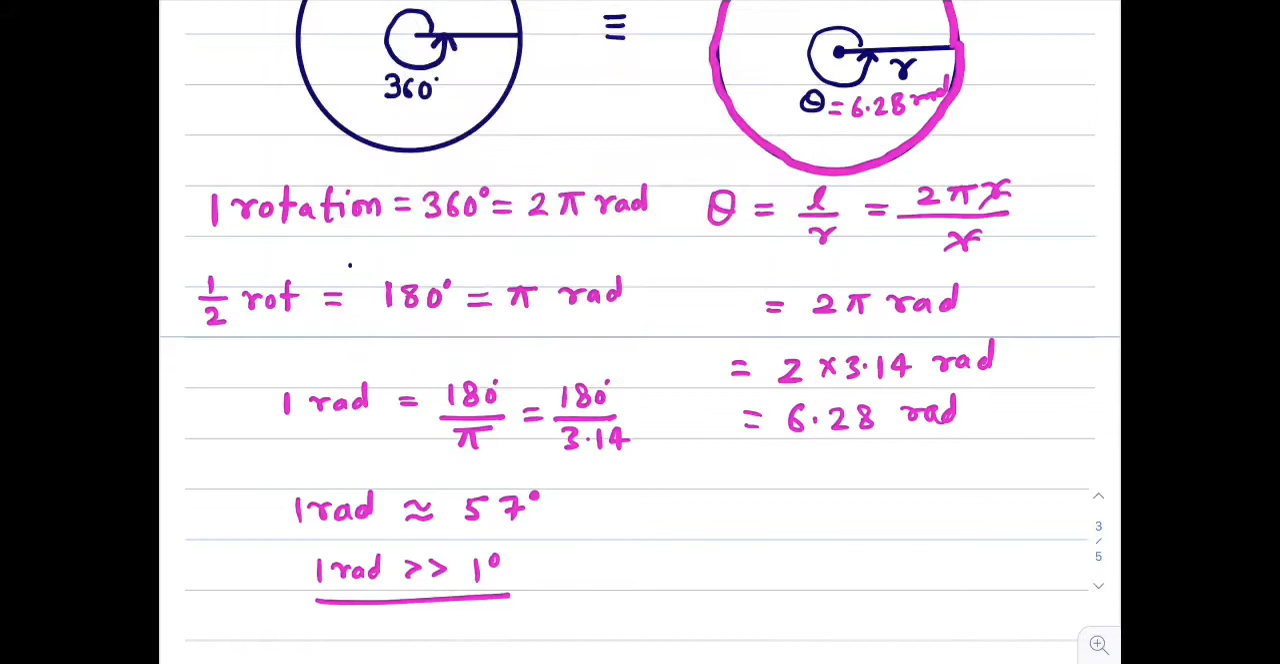 360°
≡
r
θ = 6.28 rad
1 rotation = 360° = 2π rad
1/2 rot = 180° = π rad
1 rad = 180°/π = 180°/3.14
1 rad ≈ 57°
1 rad >> 1°
θ = l/r = 2πr/r
= 2π rad
= 2 × 3.14 rad
= 6.28 rad
3
/
5